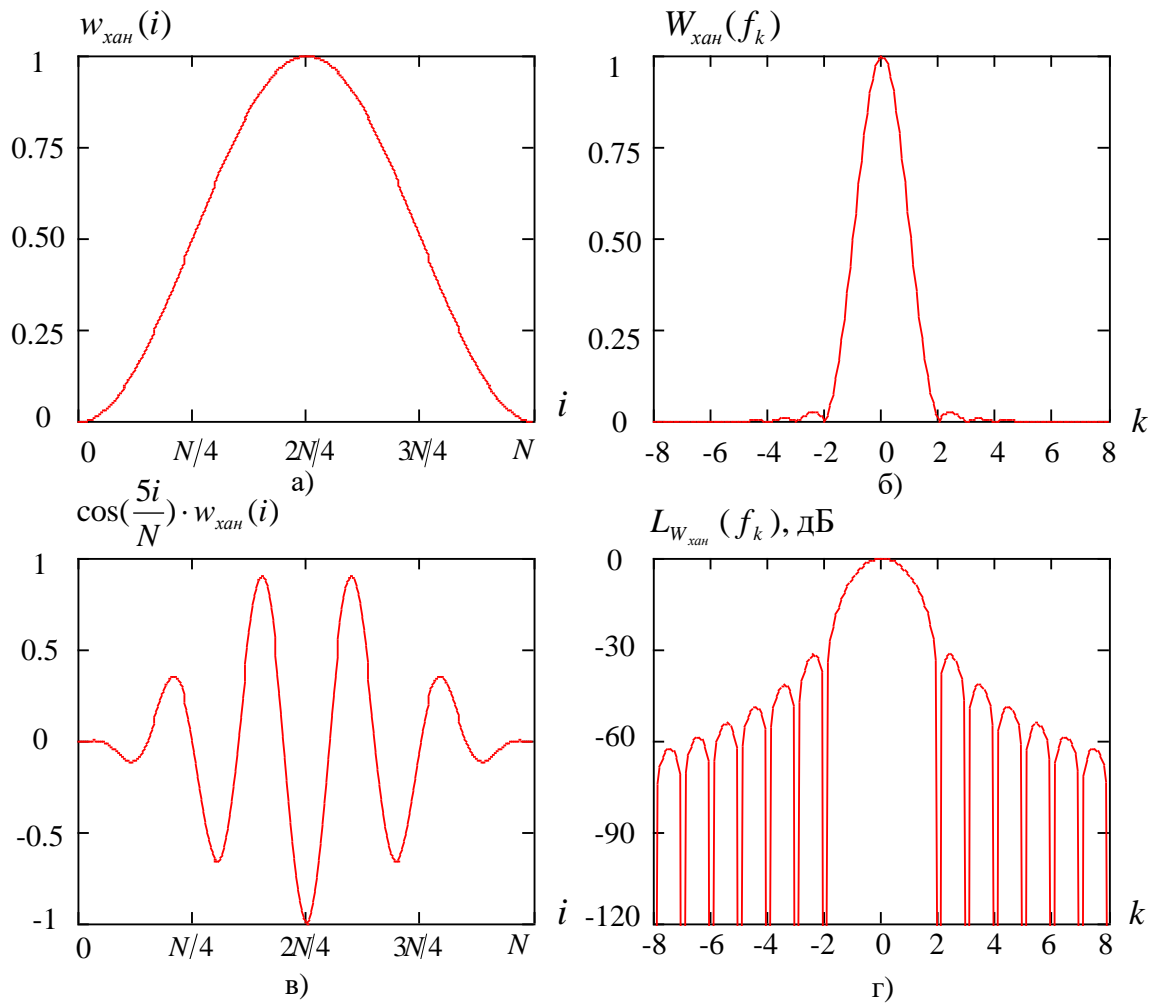 w_хан(i)
1
0.75
0.50
0.25
0
0 N/4 2N/4 3N/4 N
i
а)
W_хан(f_k)
1
0.75
0.50
0.25
0
-8 -6 -4 -2 0 2 4 6 8
k
б)
cos(5i/N)·w_хан(i)
1
0.5
0
-0.5
-1
0 N/4 2N/4 3N/4 N
i
в)
L_W_хан (f_k), дБ
0
-30
-60
-90
-120
-8 -6 -4 -2 0 2 4 6 8
k
г)